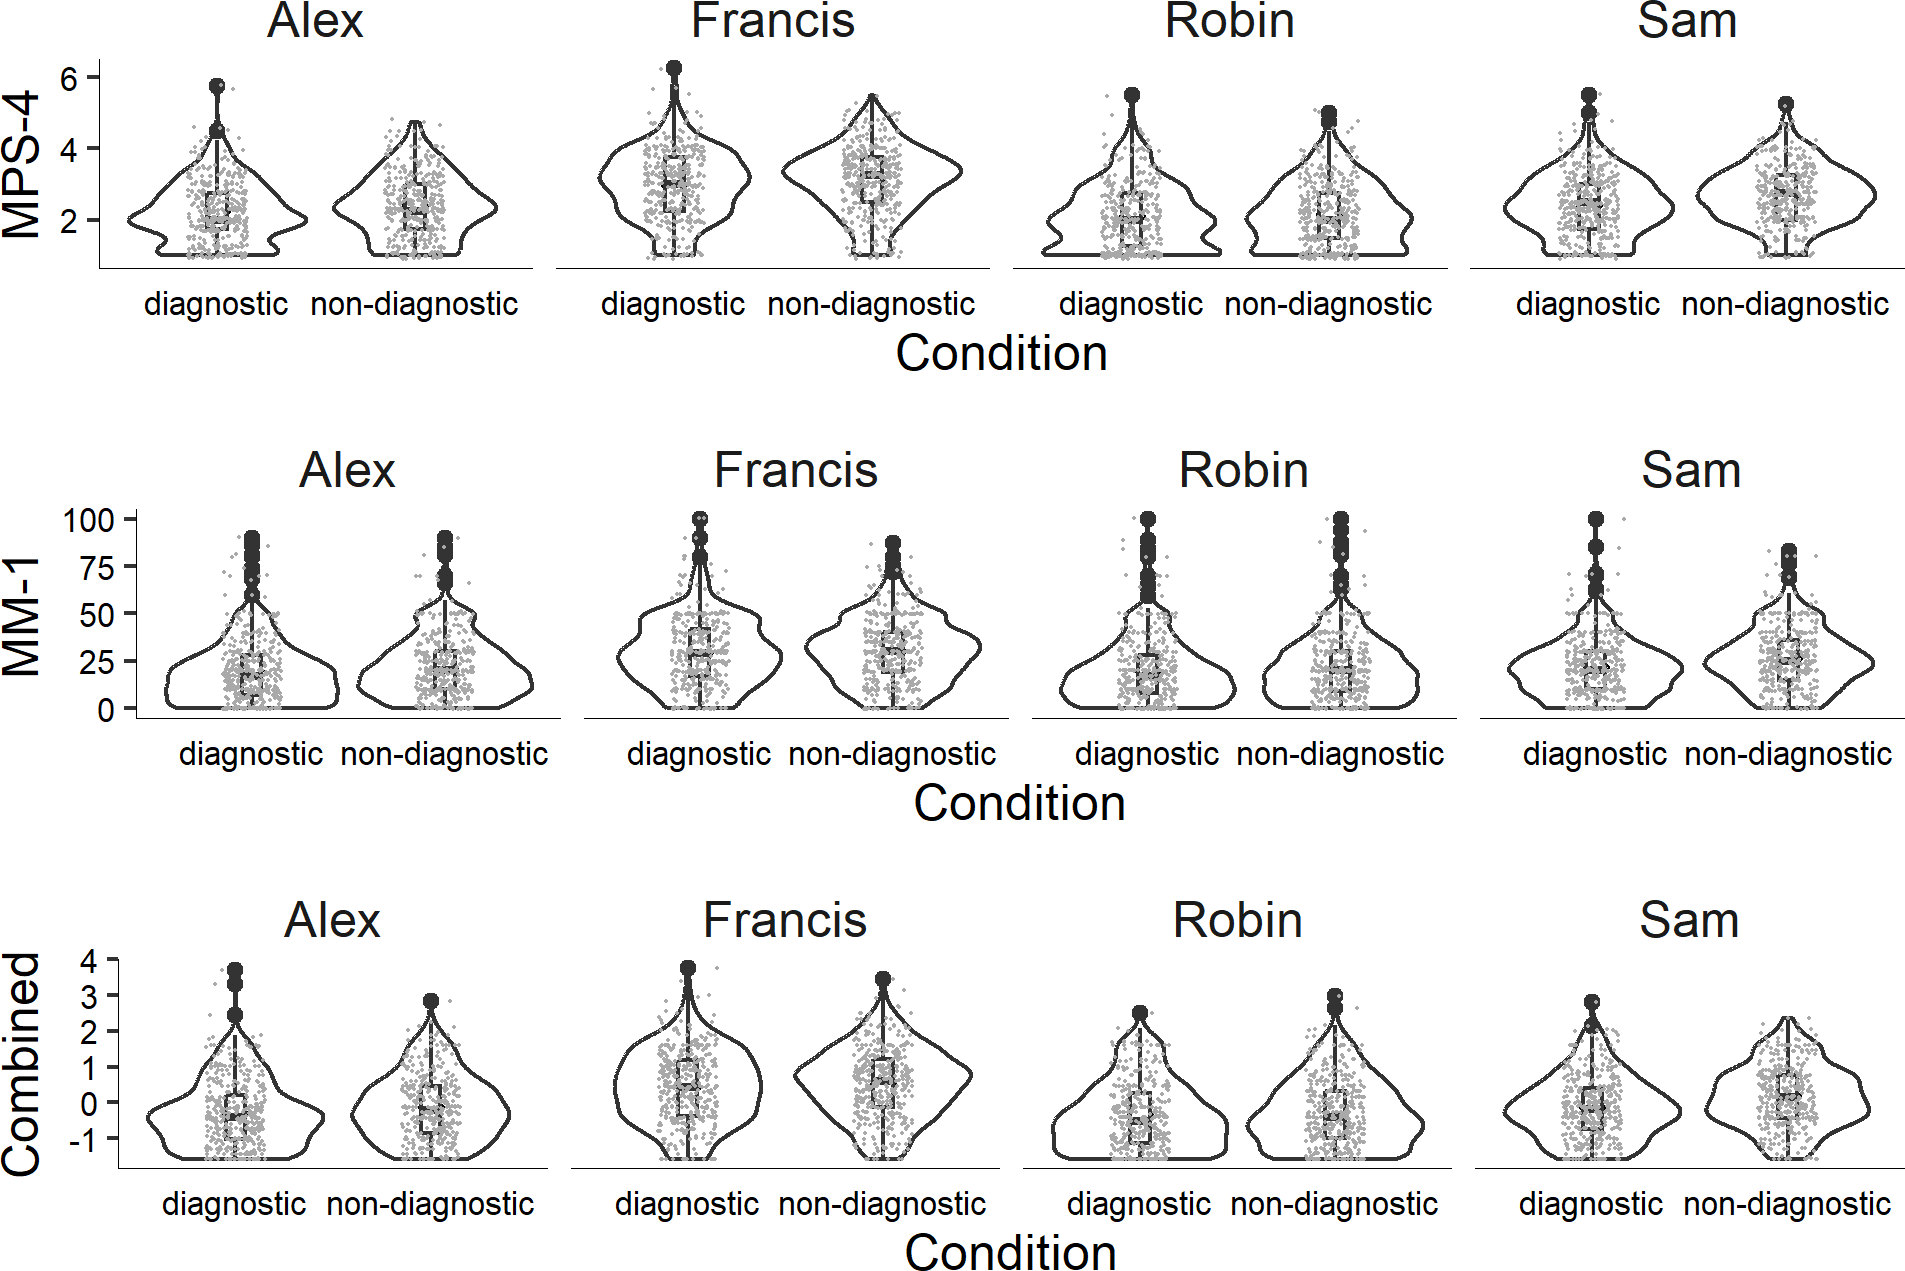 Alex Francis Robin Sam
MPS-4
6
4
2
diagnostic non-diagnostic diagnostic non-diagnostic diagnostic non-diagnostic diagnostic non-diagnostic
Condition
Alex Francis Robin Sam
MM-1
100
75
50
25
0
diagnostic non-diagnostic diagnostic non-diagnostic diagnostic non-diagnostic diagnostic non-diagnostic
Condition
Alex Francis Robin Sam
Combined
4
3
2
1
0
-1
diagnostic non-diagnostic diagnostic non-diagnostic diagnostic non-diagnostic diagnostic non-diagnostic
Condition